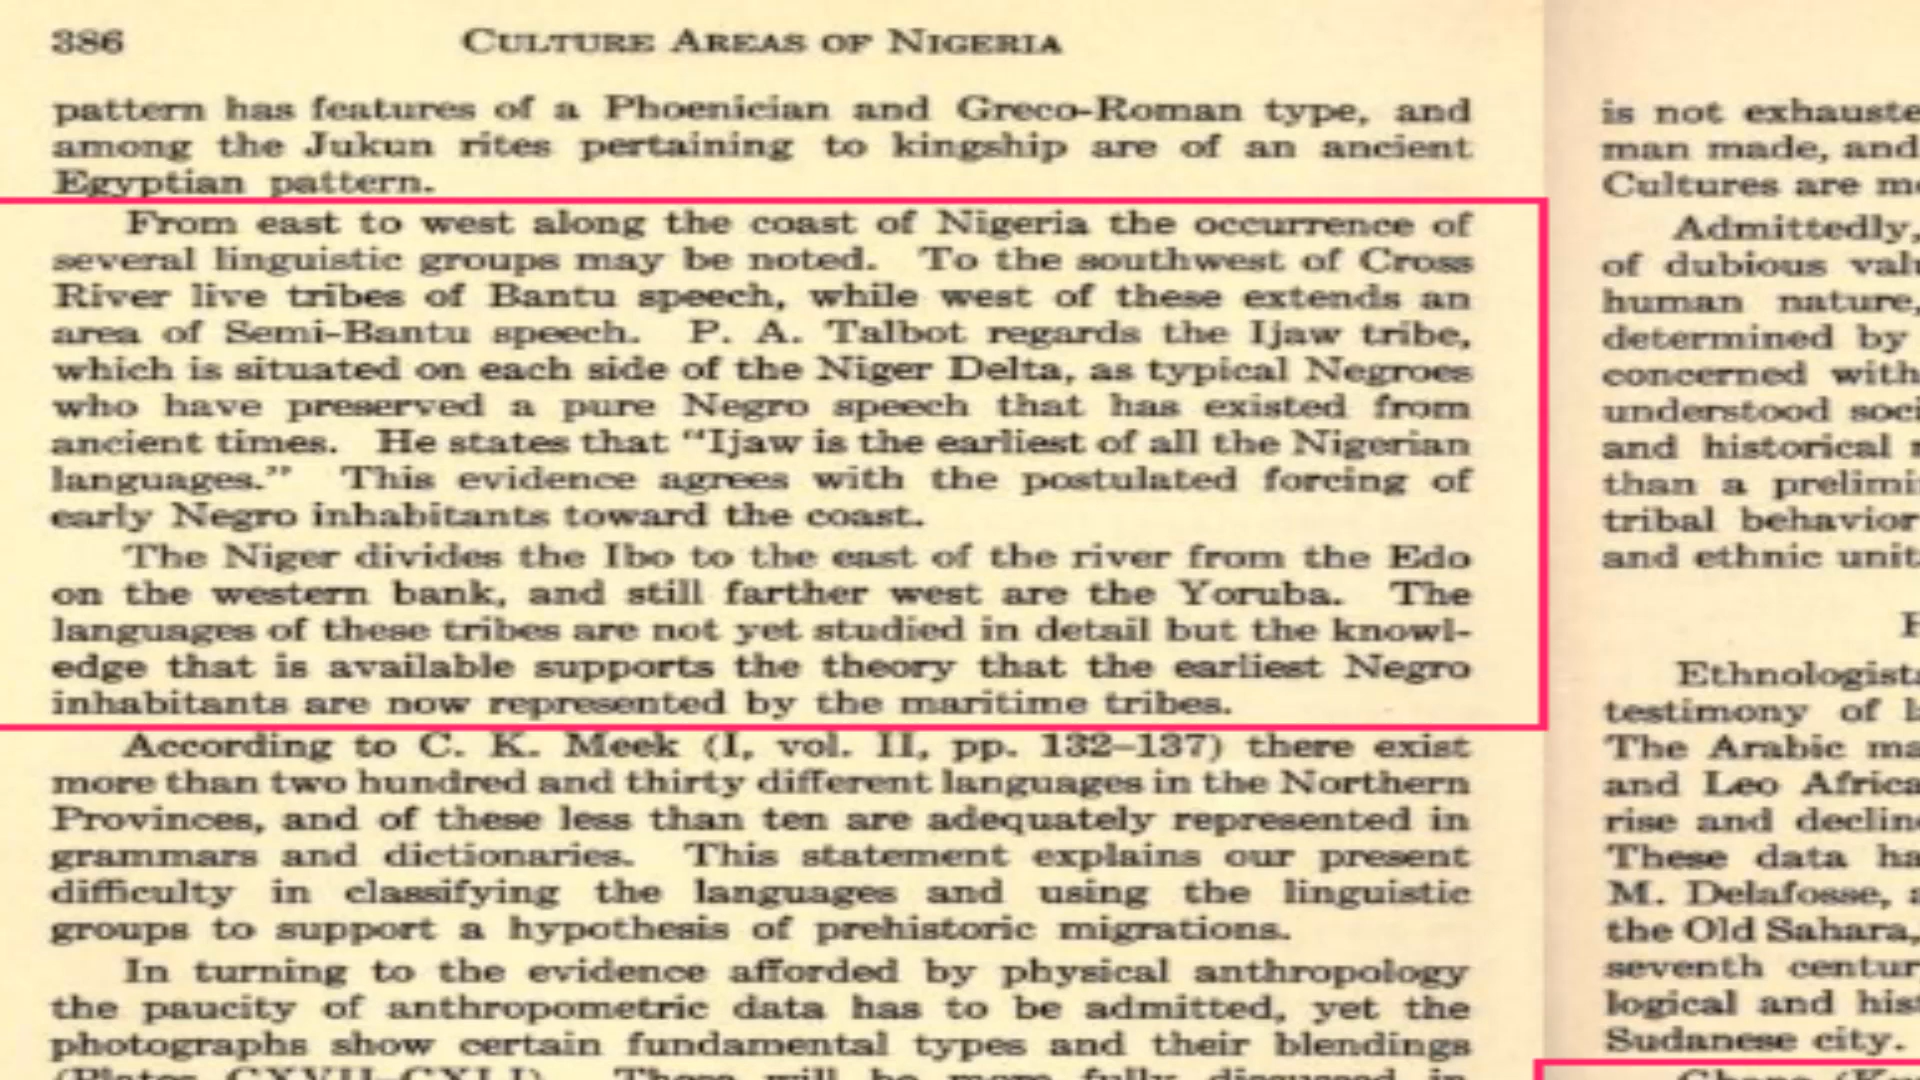 386 CULTURE AREAS OF NIGERIA
pattern has features of a Phoenician and Greco-Roman type, and
among the Jukun rites pertaining to kingship are of an ancient
Egyptian pattern.
From east to west along the coast of Nigeria the occurrence of
several linguistic groups may be noted. To the southwest of Cross
River live tribes of Bantu speech, while west of these extends an
area of Semi-Bantu speech. P. A. Talbot regards the Ijaw tribe,
which is situated on each side of the Niger Delta, as typical Negroes
who have preserved a pure Negro speech that has existed from
ancient times. He states that "Ijaw is the earliest of all the Nigerian
languages." This evidence agrees with the postulated forcing of
early Negro inhabitants toward the coast.
The Niger divides the Ibo to the east of the river from the Edo
on the western bank, and still farther west are the Yoruba. The
languages of these tribes are not yet studied in detail but the knowl-
edge that is available supports the theory that the earliest Negro
inhabitants are now represented by the maritime tribes.
According to C. K. Meek (I, vol. II, pp. 132–137) there exist
more than two hundred and thirty different languages in the Northern
Provinces, and of these less than ten are adequately represented in
grammars and dictionaries. This statement explains our present
difficulty in classifying the languages and using the linguistic
groups to support a hypothesis of prehistoric migrations.
In turning to the evidence afforded by physical anthropology
the paucity of anthropometric data has to be admitted, yet the
photographs show certain fundamental types and their blendings
is not
man made, and
Cultures are
Admittedly,
of dubious
human nature,
determined by
concerned with
understood
and historical
than a
tribal behavior
and ethnic
testimony of
The Arabic
and Leo
rise and
These data
M. Delafosse,
the Old Sahara,
seventh
logical and
Sudanese city.